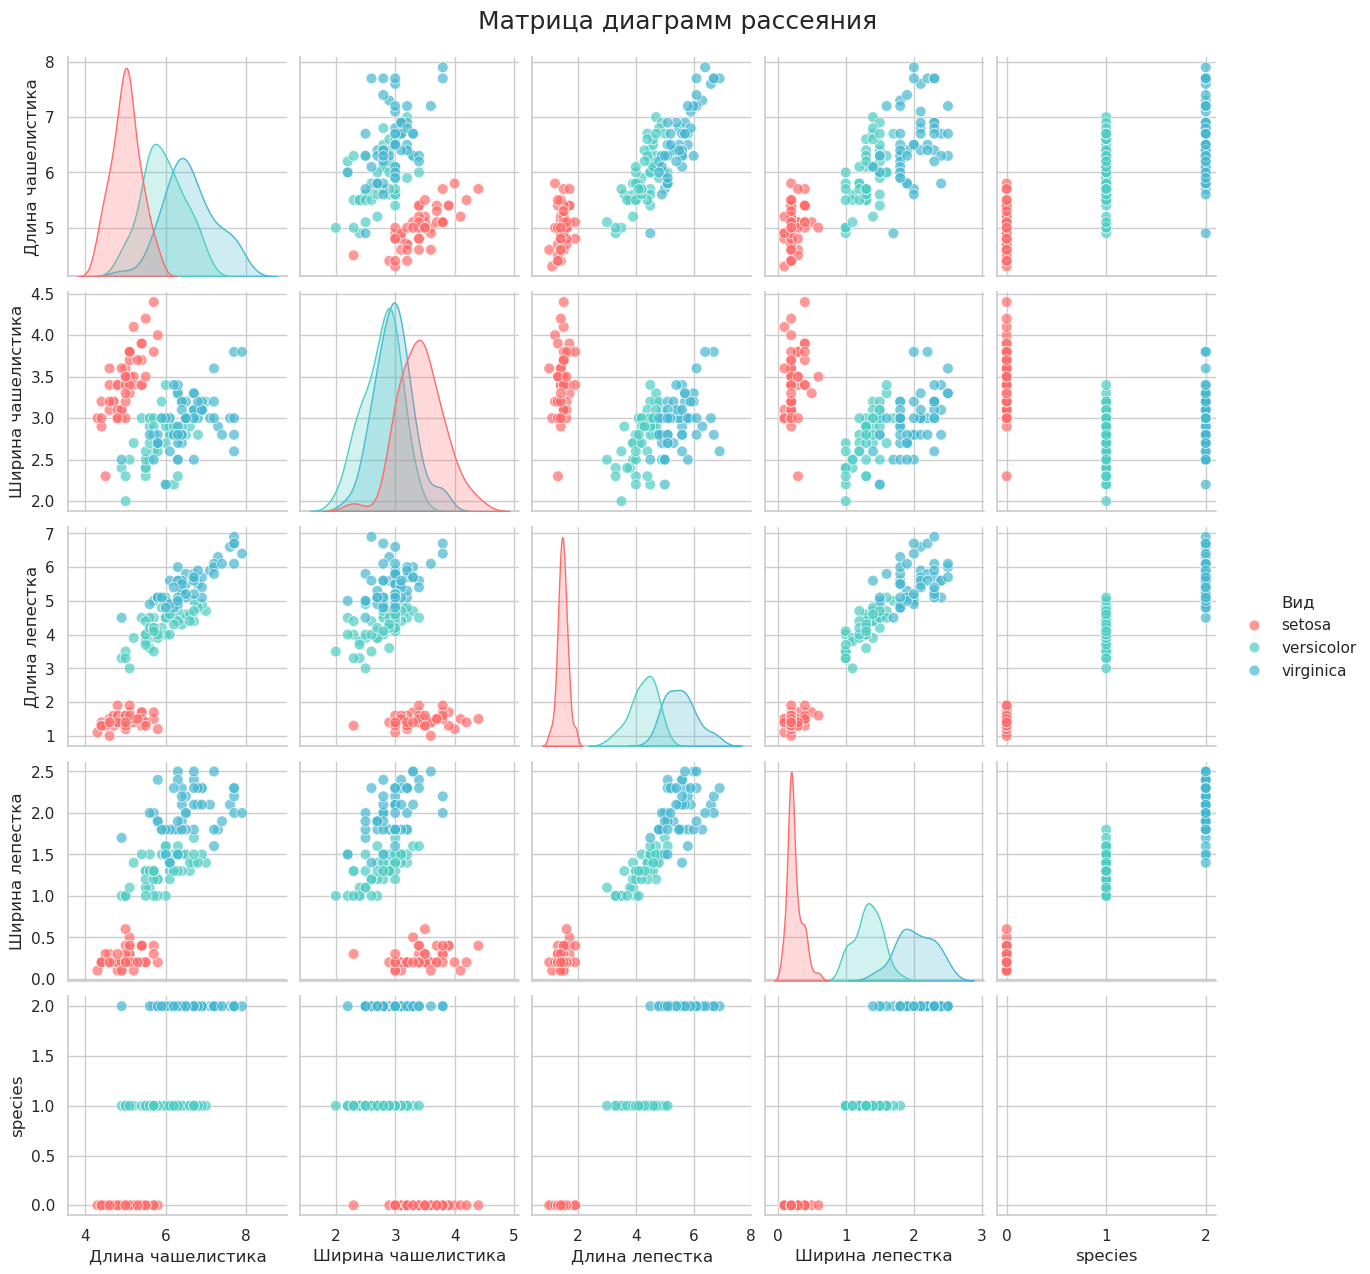 Матрица диаграмм рассеяния
8
7
6
5
Длина чашелистика
4.5
4.0
3.5
3.0
2.5
2.0
Ширина чашелистика
7
6
5
4
3
2
1
Длина лепестка
Вид
setosa
versicolor
virginica
2.5
2.0
1.5
1.0
0.5
0.0
Ширина лепестка
2.0
1.5
1.0
0.5
0.0
species
4 6 8 2 3 4 5 2 4 6 8 0 1 2 3 0 1 2
Длина чашелистика Ширина чашелистика Длина лепестка Ширина лепестка species